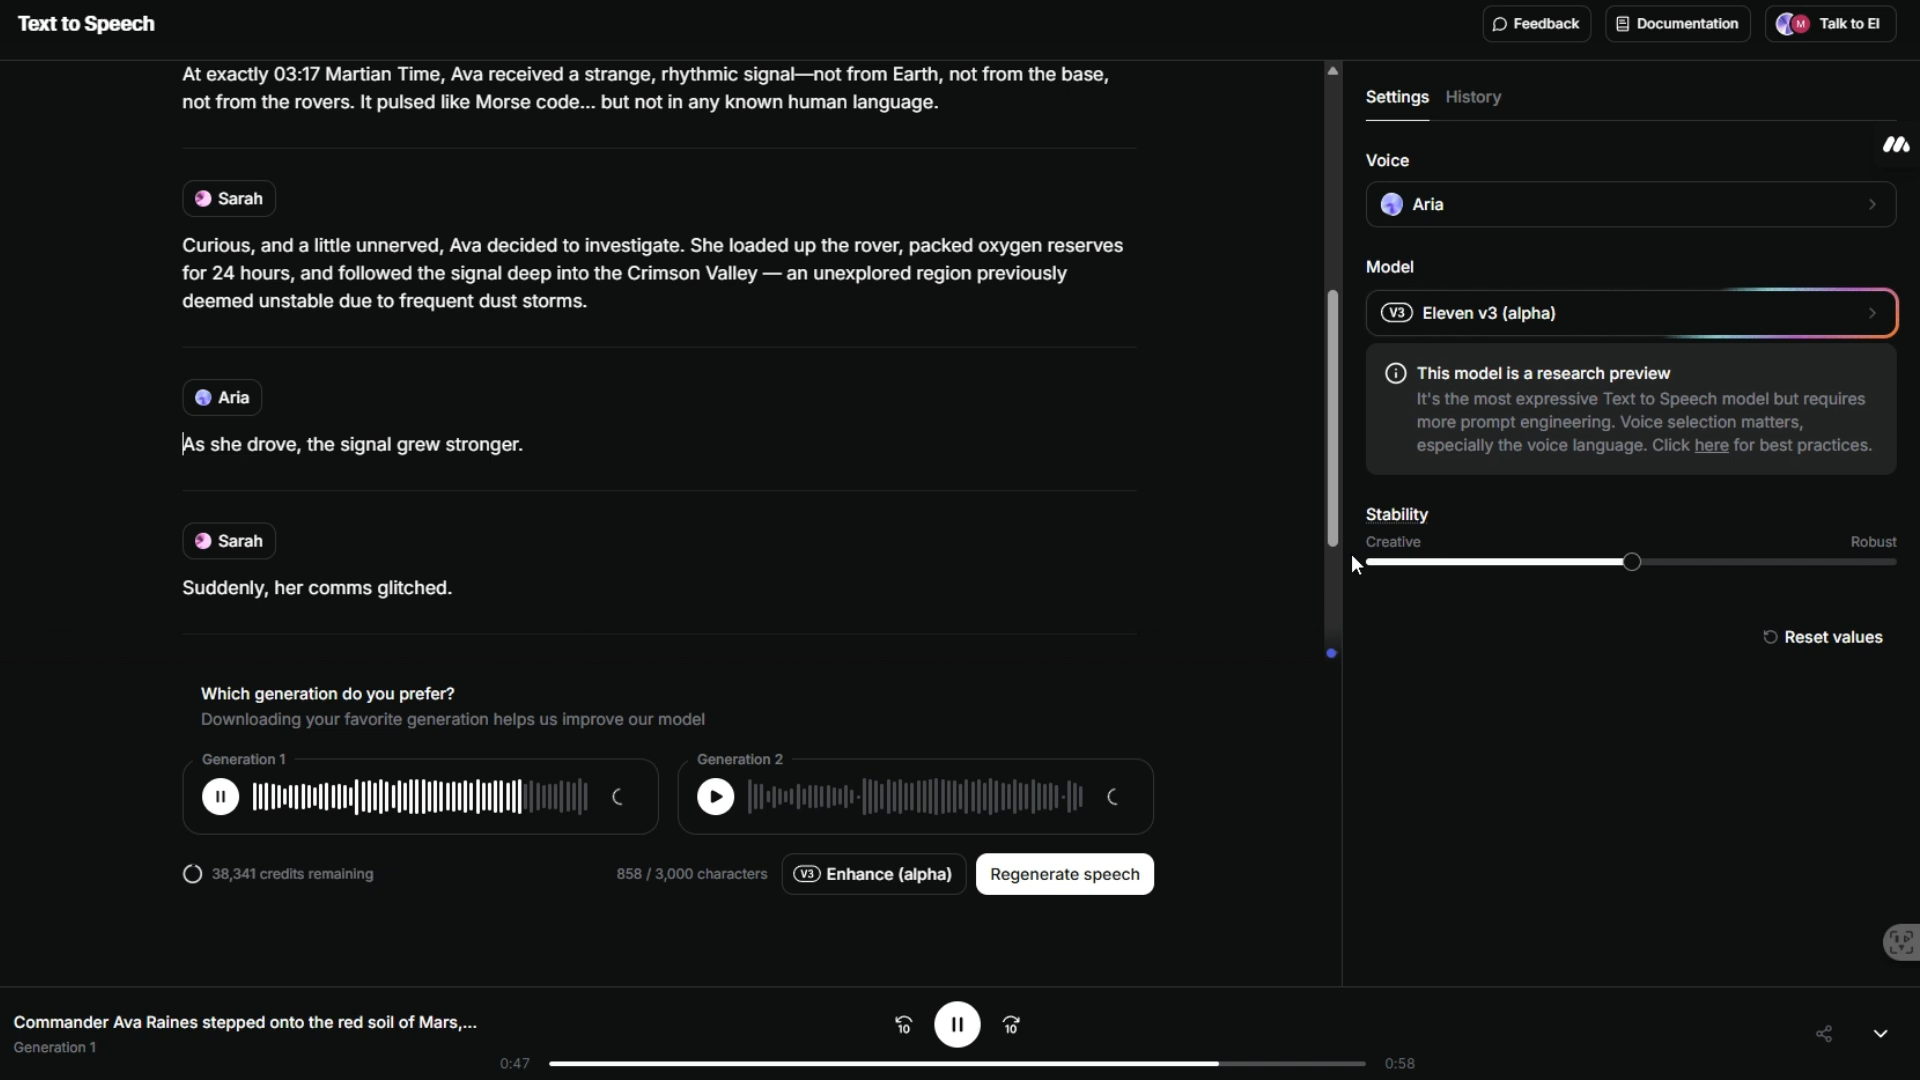 Text to Speech
Feedback
Documentation
M
Talk to El
At exactly 03:17 Martian Time, Ava received a strange, rhythmic signal—not from Earth, not from the base,
not from the rovers. It pulsed like Morse code... but not in any known human language.
Sarah
Curious, and a little unnerved, Ava decided to investigate. She loaded up the rover, packed oxygen reserves
for 24 hours, and followed the signal deep into the Crimson Valley — an unexplored region previously
deemed unstable due to frequent dust storms.
Aria
As she drove, the signal grew stronger.
Sarah
Suddenly, her comms glitched.
Which generation do you prefer?
Downloading your favorite generation helps us improve our model
Generation 1
Generation 2
38,341 credits remaining
858 / 3,000 characters
V3 Enhance (alpha)
Regenerate speech
Settings
History
Voice
Aria
Model
V3 Eleven v3 (alpha)
This model is a research preview
It's the most expressive Text to Speech model but requires
more prompt engineering. Voice selection matters,
especially the voice language. Click here for best practices.
Stability
Creative
Robust
Reset values
Commander Ava Raines stepped onto the red soil of Mars,...
Generation 1
10
10
0:47
0:58